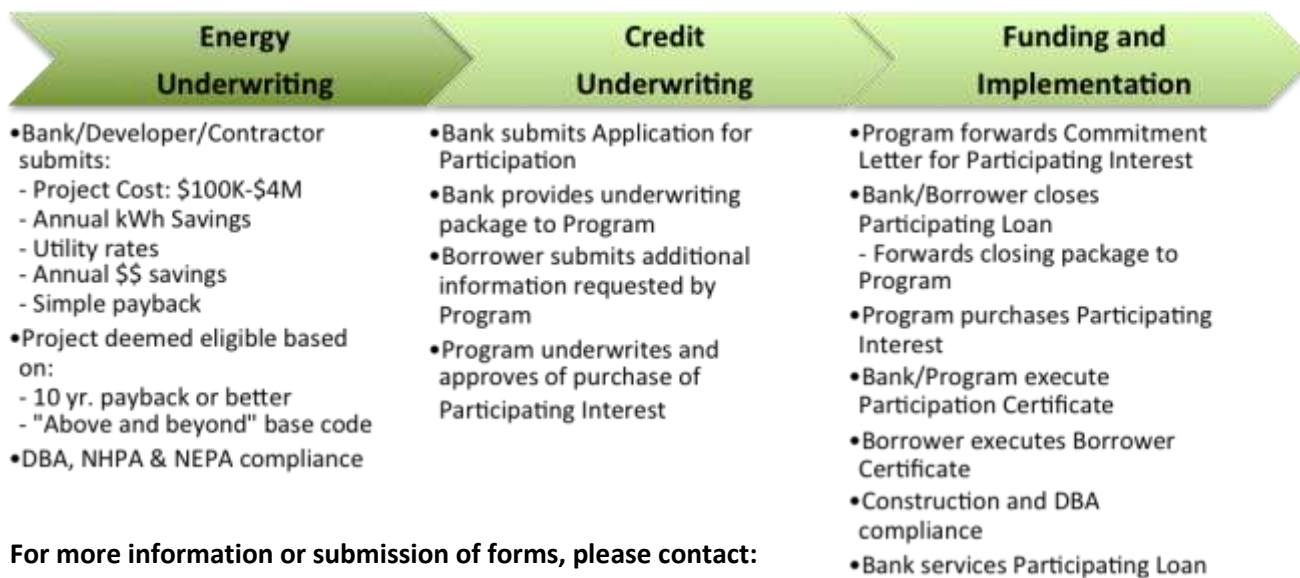 Energy
Underwriting
•Bank/Developer/Contractor
submits:
- Project Cost: $100K-$4M
- Annual kWh Savings
- Utility rates
- Annual $$ savings
- Simple payback
•Project deemed eligible based
on:
- 10 yr. payback or better
- "Above and beyond" base code
•DBA, NHPA & NEPA compliance
Credit
Underwriting
•Bank submits Application for
Participation
•Bank provides underwriting
package to Program
•Borrower submits additional
information requested by
Program
•Program underwrites and
approves of purchase of
Participating Interest
Funding and
Implementation
•Program forwards Commitment
Letter for Participating Interest
•Bank/Borrower closes
Participating Loan
- Forwards closing package to
Program
•Program purchases Participating
Interest
•Bank/Program execute
Participation Certificate
•Borrower executes Borrower
Certificate
•Construction and DBA
compliance
•Bank services Participating Loan
For more information or submission of forms, please contact: